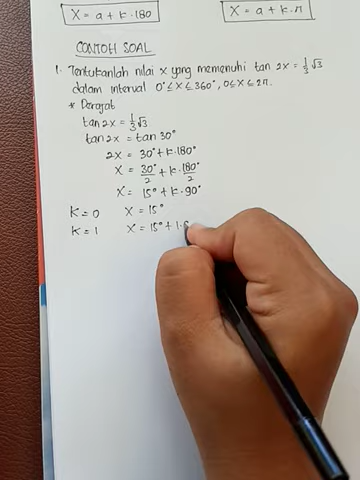 x = a + k · 180
x = a + k · π
CONTOH SOAL
1. Tentukanlah nilai x yang memenuhi tan 2x = 1/3 √3
dalam interval 0° ≤ x ≤ 360°, 0 ≤ x ≤ 2π.
* Derajat
tan 2x = 1/3 √3
tan 2x = tan 30°
2x = 30° + k · 180°
x = 30°/2 + k · 180°/2
x = 15° + k · 90°
k = 0 x = 15°
k = 1 x = 15° + 1 ·